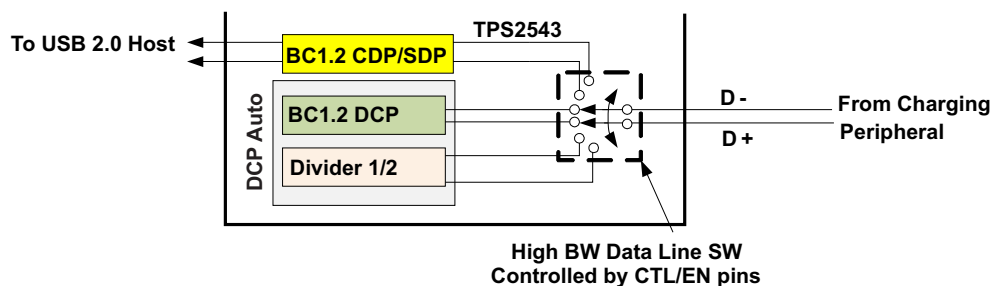 TPS2543
To USB 2.0 Host
BC1.2 CDP/SDP
DCP Auto
BC1.2 DCP
Divider 1/2
D -
D +
From Charging
Peripheral
High BW Data Line SW
Controlled by CTL/EN pins